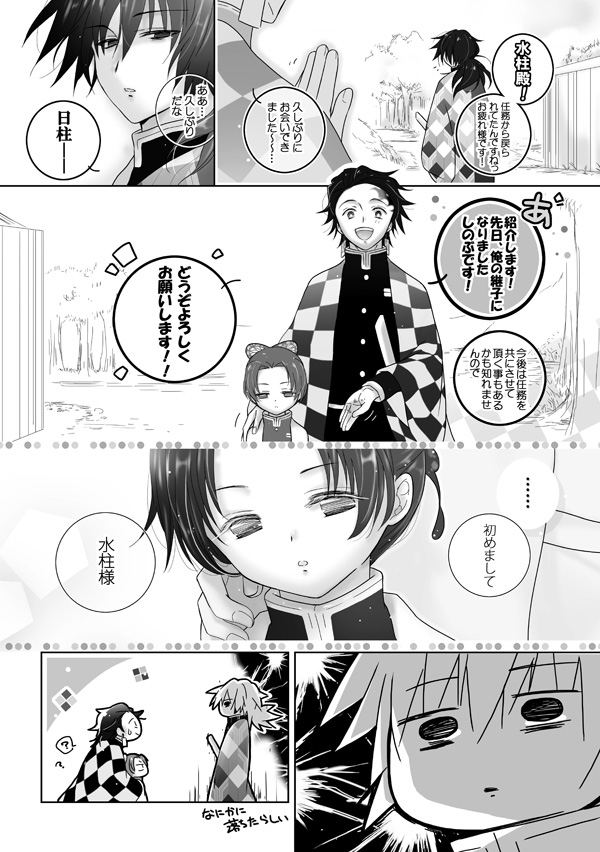 水柱殿！
任務から戻ら
れてたんですねっ
お疲れ様です！
久しぶりに
お会いでき
ました〜〜…
ああ…
久しぶり
だな
日柱――
あ
紹介します！
先日、俺の継子に
なりました
しのぶです！
今後は任務を
共にさせて
頂く事もある
かも知れませ
んので
どうぞよろしく
お願いします！！
……
初めまして
水柱様
？
？
なにかに
落ちたらしい